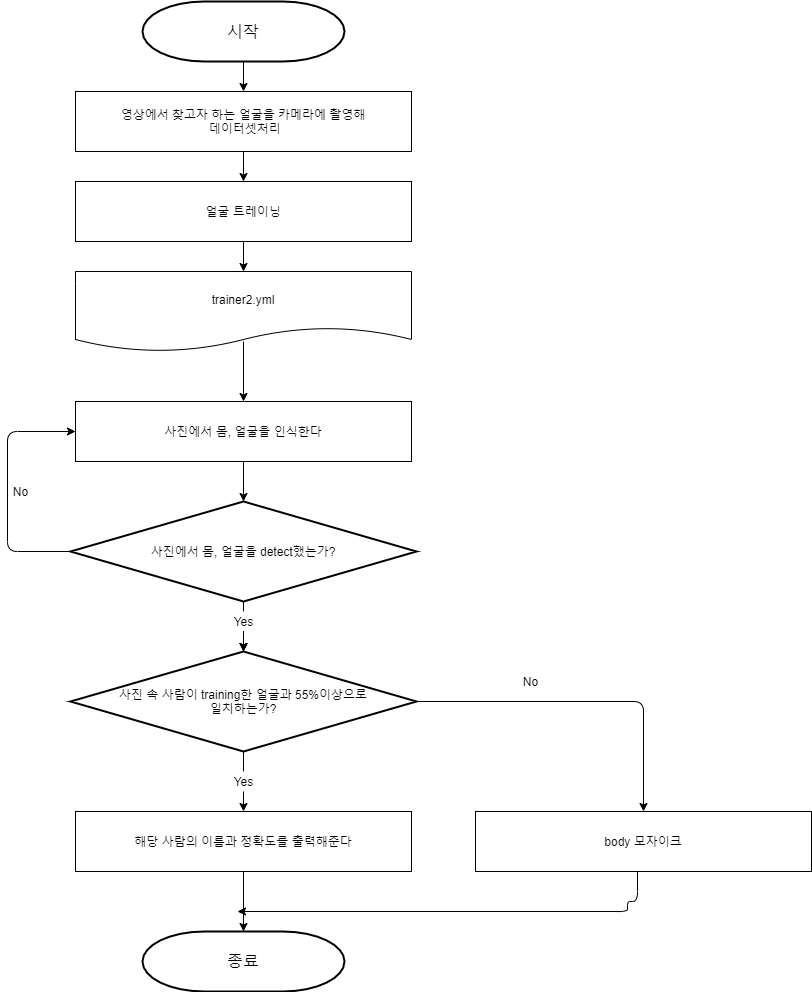 시작
영상에서 찾고자 하는 얼굴을 카메라에 촬영해
데이터셋처리
얼굴 트레이닝
trainer2.yml
사진에서 몸, 얼굴을 인식한다
No
사진에서 몸, 얼굴을 detect했는가?
Yes
사진 속 사람이 training한 얼굴과 55%이상으로
일치하는가?
No
Yes
해당 사람의 이름과 정확도를 출력해준다
body 모자이크
종료